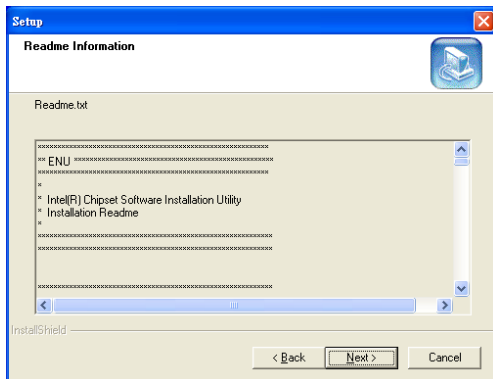 Setup
Readme Information
Readme.txt
**********************************************************
** ENU ***************************************************
**********************************************************
*
* Intel(R) Chipset Software Installation Utility
* Installation Readme
*
***********************************************************
***********************************************************
***********************************************************
InstallShield
< Back
Next >
Cancel